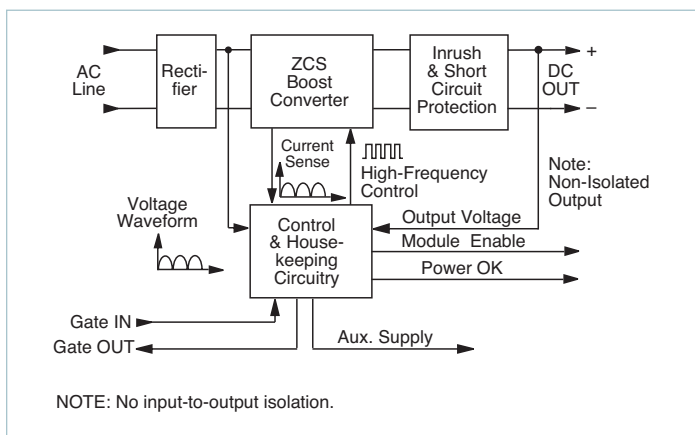 AC
Line
Recti-
fier
ZCS
Boost
Converter
Inrush
& Short
Circuit
Protection
+
DC
OUT
–
Current
Sense
High-Frequency
Control
Note:
Non-Isolated
Output
Voltage
Waveform
Control
& House-
keeping
Circuitry
Output Voltage
Module Enable
Power OK
Gate IN
Gate OUT
Aux. Supply
NOTE: No input-to-output isolation.